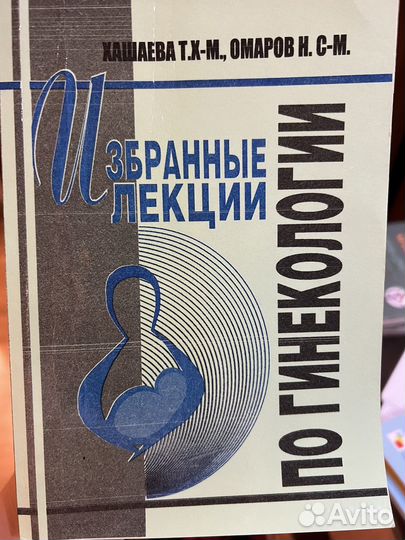 ХАШАЕВА Т.Х-М., ОМАРОВ Н. С-М.
ИЗБРАННЫЕ
ЛЕКЦИИ
ПО ГИНЕКОЛОГИИ
Avito